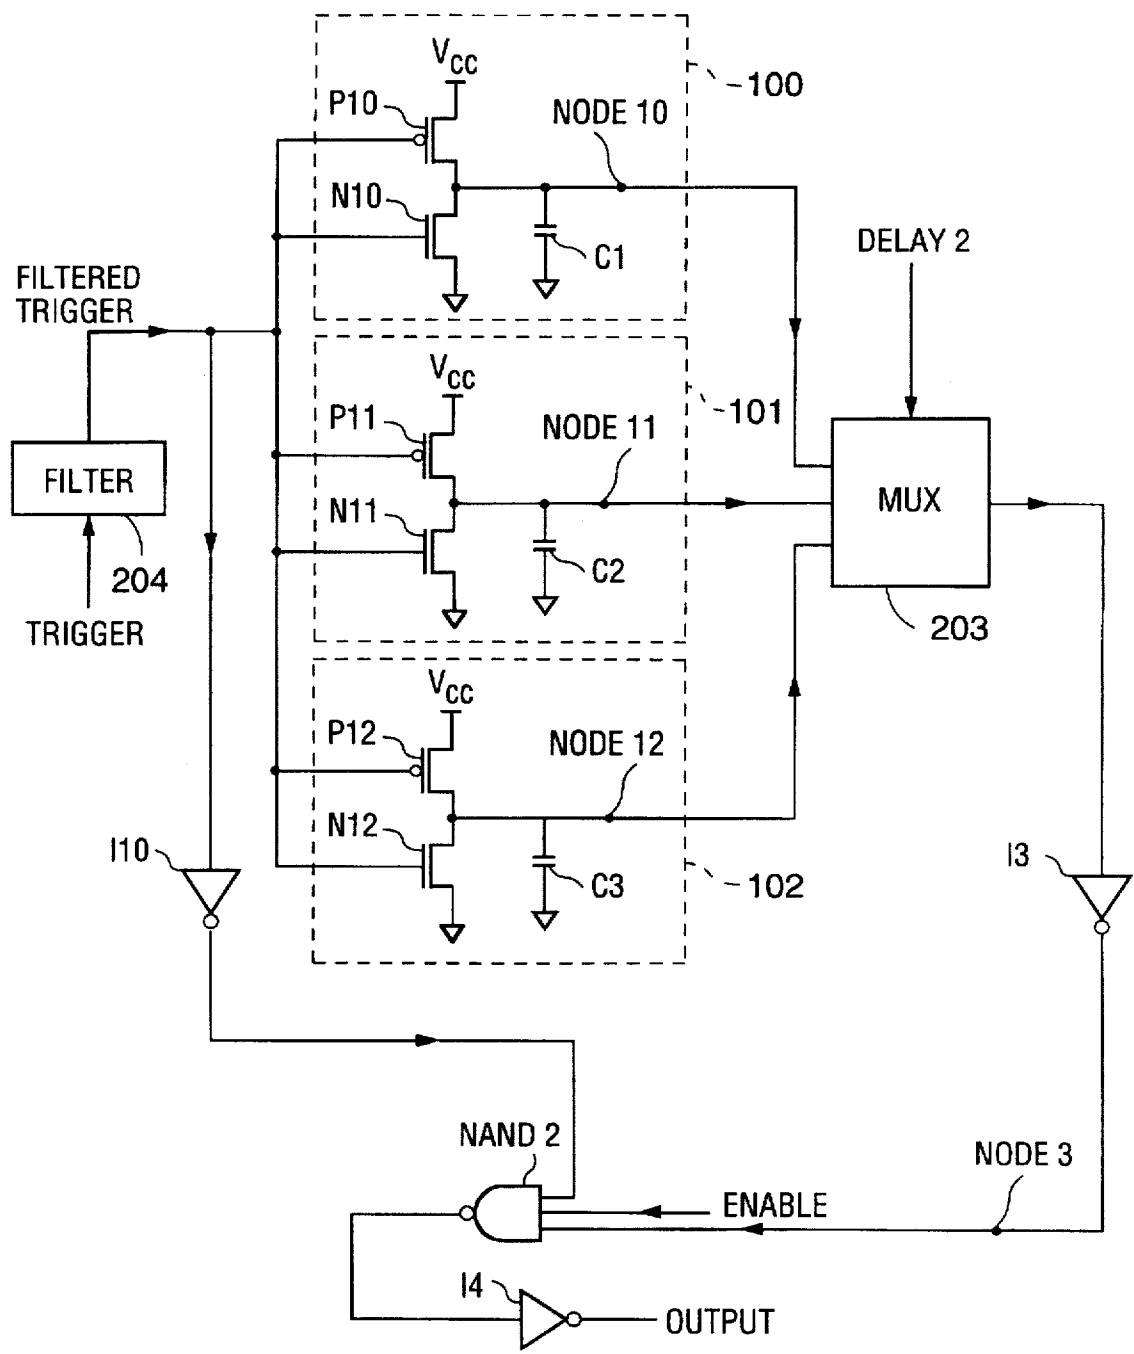 VCC
100
P10
NODE 10
N10
C1
DELAY 2
FILTERED
TRIGGER
VCC
101
P11
NODE 11
FILTER
MUX
N11
C2
204
TRIGGER
203
VCC
P12
NODE 12
N12
I10
I3
C3
102
NAND 2
NODE 3
ENABLE
I4
OUTPUT